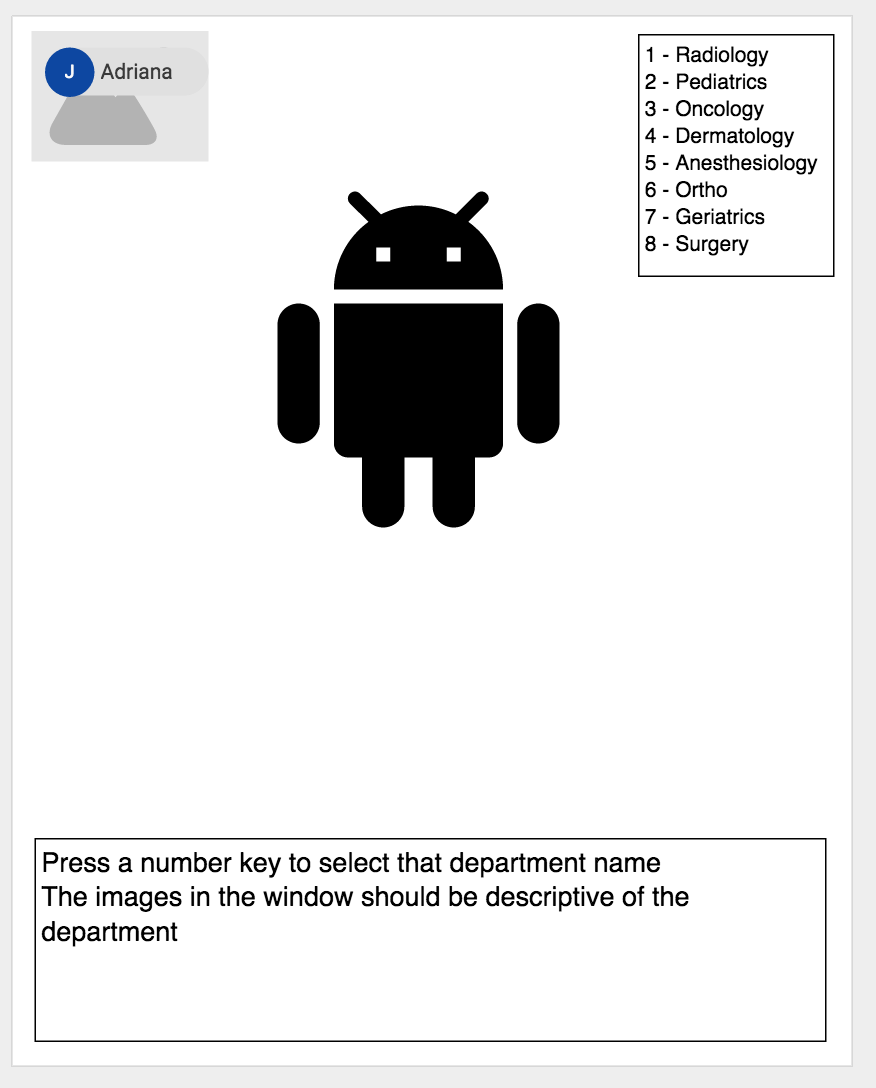 J Adriana
1 - Radiology
2 - Pediatrics
3 - Oncology
4 - Dermatology
5 - Anesthesiology
6 - Ortho
7 - Geriatrics
8 - Surgery
Press a number key to select that department name
The images in the window should be descriptive of the
department